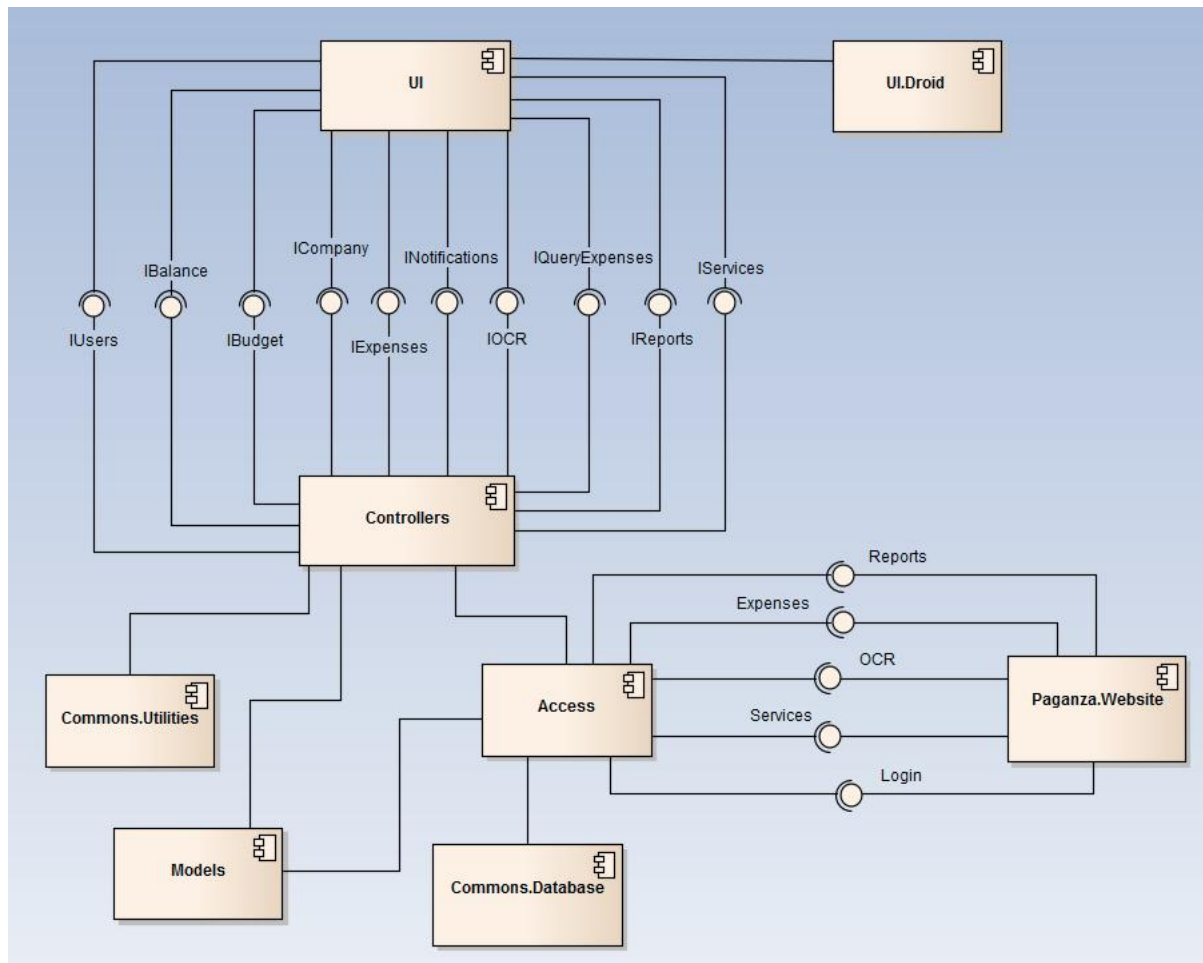 UI
UI.Droid
ICompany
INotifications
IQueryExpenses
IServices
IBalance
IUsers
IBudget
IExpenses
IOCR
IReports
Controllers
Reports
Expenses
OCR
Services
Login
Access
Paganza.Website
Commons.Utilities
Models
Commons.Database